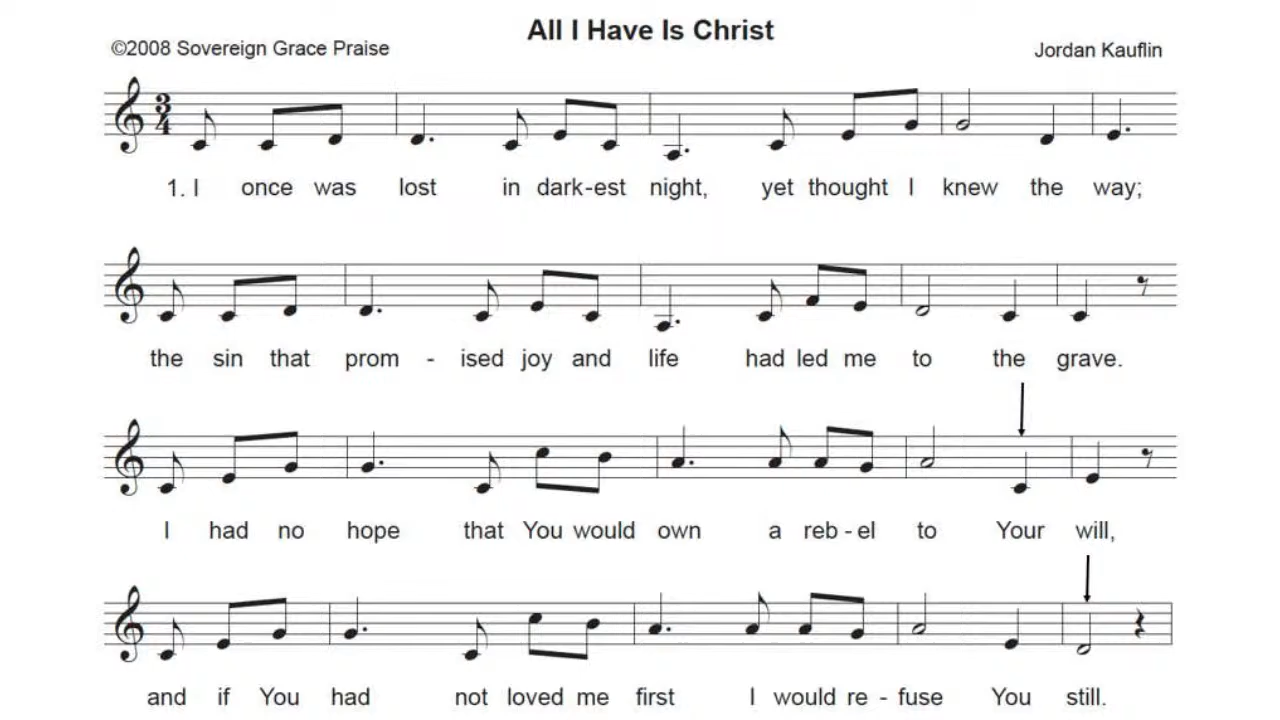 All I Have Is Christ
©2008 Sovereign Grace Praise
Jordan Kauflin
3
4
1. I once was lost in dark-est night, yet thought I knew the way;
the sin that prom - ised joy and life had led me to the grave.
I had no hope that You would own a reb - el to Your will,
and if You had not loved me first I would re - fuse You still.